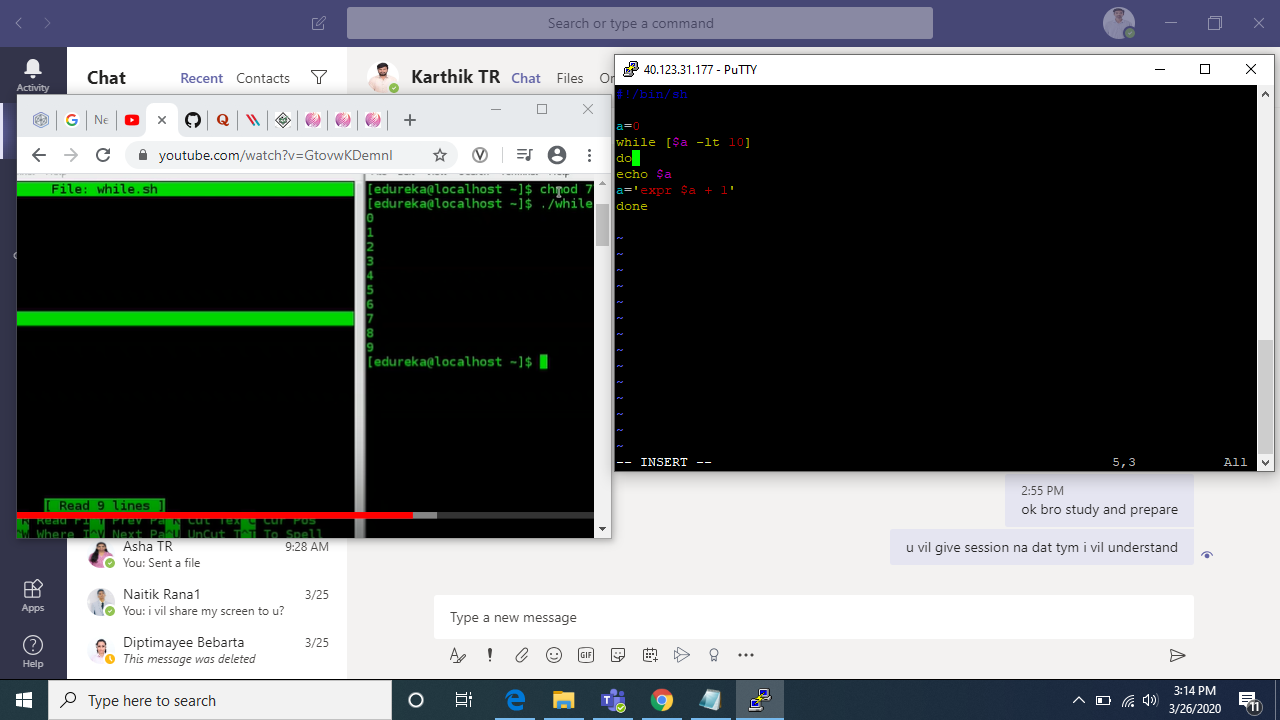 Search or type a command
Activity
Chat
Recent
Contacts
Karthik TR
Chat
Files
40.123.31.177 - PuTTY
#!/bin/sh
a=0
while [$a -lt 10]
do
echo $a
a='expr $a + 1'
done
~
~
~
~
~
~
~
~
~
~
~
~
~
~
-- INSERT --
5,3
All
Ne
youtube.com/watch?v=GtovwKDemnI
File: while.sh
[ Read 9 lines ]
[edureka@localhost ~]$ chmod 7
[edureka@localhost ~]$ ./while
0
1
2
3
4
5
6
7
8
9
[edureka@localhost ~]$
Asha TR
9:28 AM
You: Sent a file
Naitik Rana1
3/25
You: i vil share my screen to u?
Diptimayee Bebarta
3/25
This message was deleted
Apps
Help
2:55 PM
ok bro study and prepare
u vil give session na dat tym i vil understand
Type a new message
GIF
Type here to search
3:14 PM
3/26/2020
11